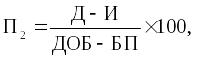 П₂ = (Д – И) / (ДОБ – БП) × 100,